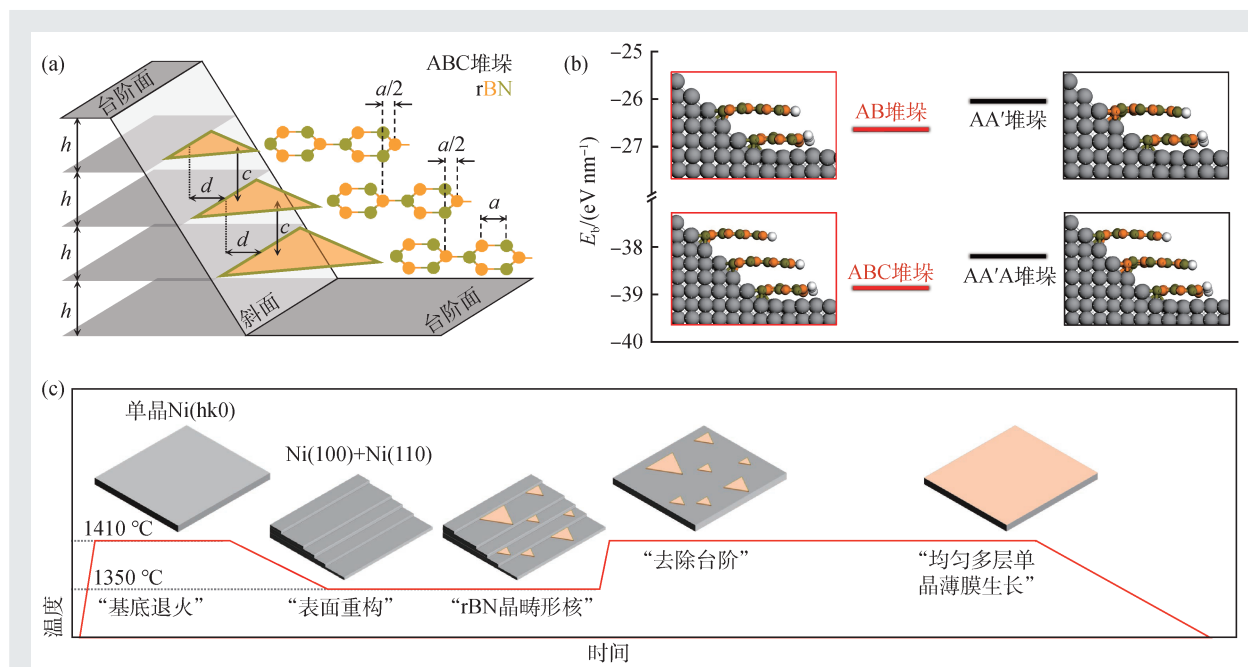 (a)
台阶面
ABC堆垛
rBN
a/2
h
d
c
a/2
h
d
c
a
h
h
斜面
台阶面
(b)
−25
−26
−27
−37
−38
−39
−40
E_b/(eV nm⁻¹)
AB堆垛
AA′堆垛
ABC堆垛
AA′A堆垛
(c)
单晶Ni(hk0)
Ni(100)+Ni(110)
1410 ℃
1350 ℃
“基底退火”
“表面重构”
“rBN晶畴形核”
“去除台阶”
“均匀多层单
晶薄膜生长”
温度
时间